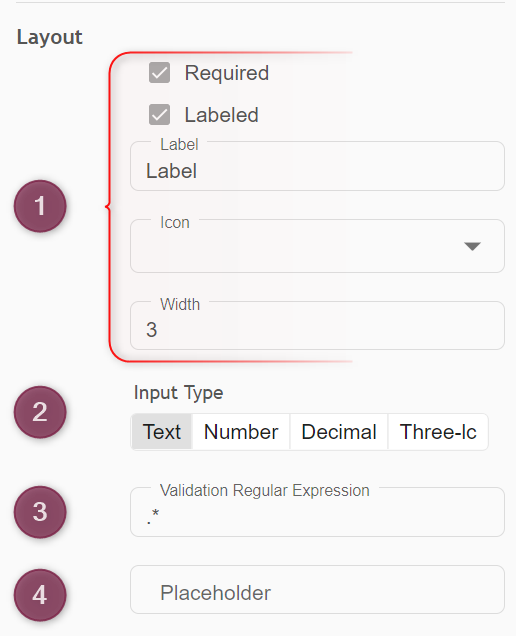 Layout
Required
Labeled
Label
Label
1
Icon
Width
3
Input Type
2
Text Number Decimal Three-Ic
Validation Regular Expression
3
.*
4
Placeholder